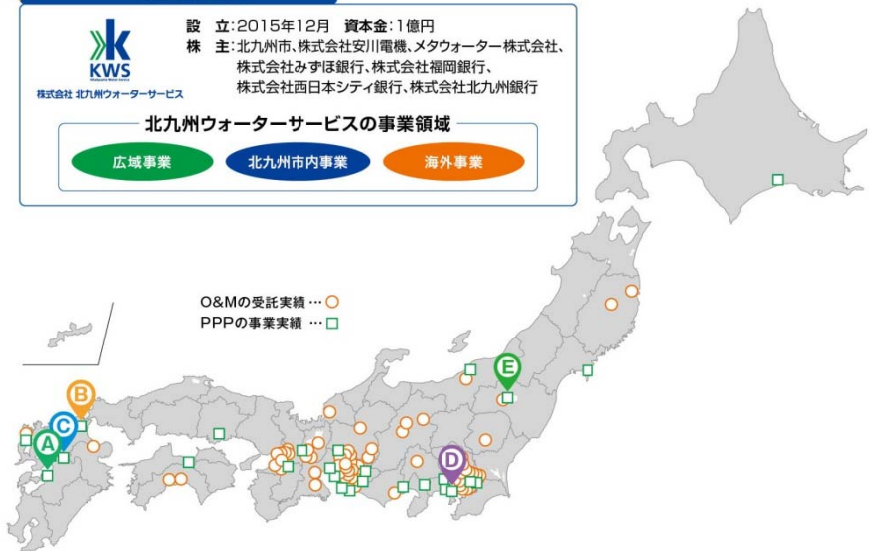 KWS
株式会社 北九州ウォーターサービス
設 立:2015年12月 資本金:1億円
株 主:北九州市、株式会社安川電機、メタウォーター株式会社、
株式会社みずほ銀行、株式会社福岡銀行、
株式会社西日本シティ銀行、株式会社北九州銀行
北九州ウォーターサービスの事業領域
広域事業 北九州市内事業 海外事業
O&Mの受託実績 …
PPPの事業実績 …
E
B
C
A
D